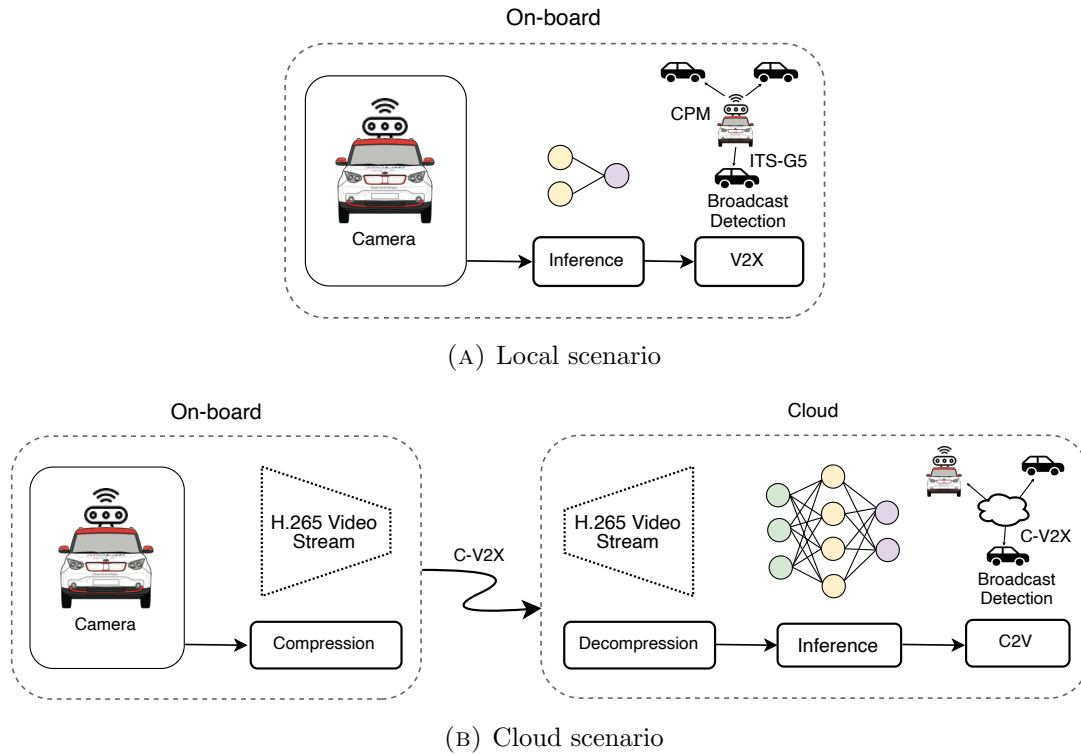 On-board
CPM
ITS-G5
Broadcast
Detection
Camera
Inference
V2X
(A) Local scenario
On-board
Cloud
H.265 Video
Stream
C-V2X
H.265 Video
Stream
C-V2X
Broadcast
Detection
Camera
Compression
Decompression
Inference
C2V
(B) Cloud scenario